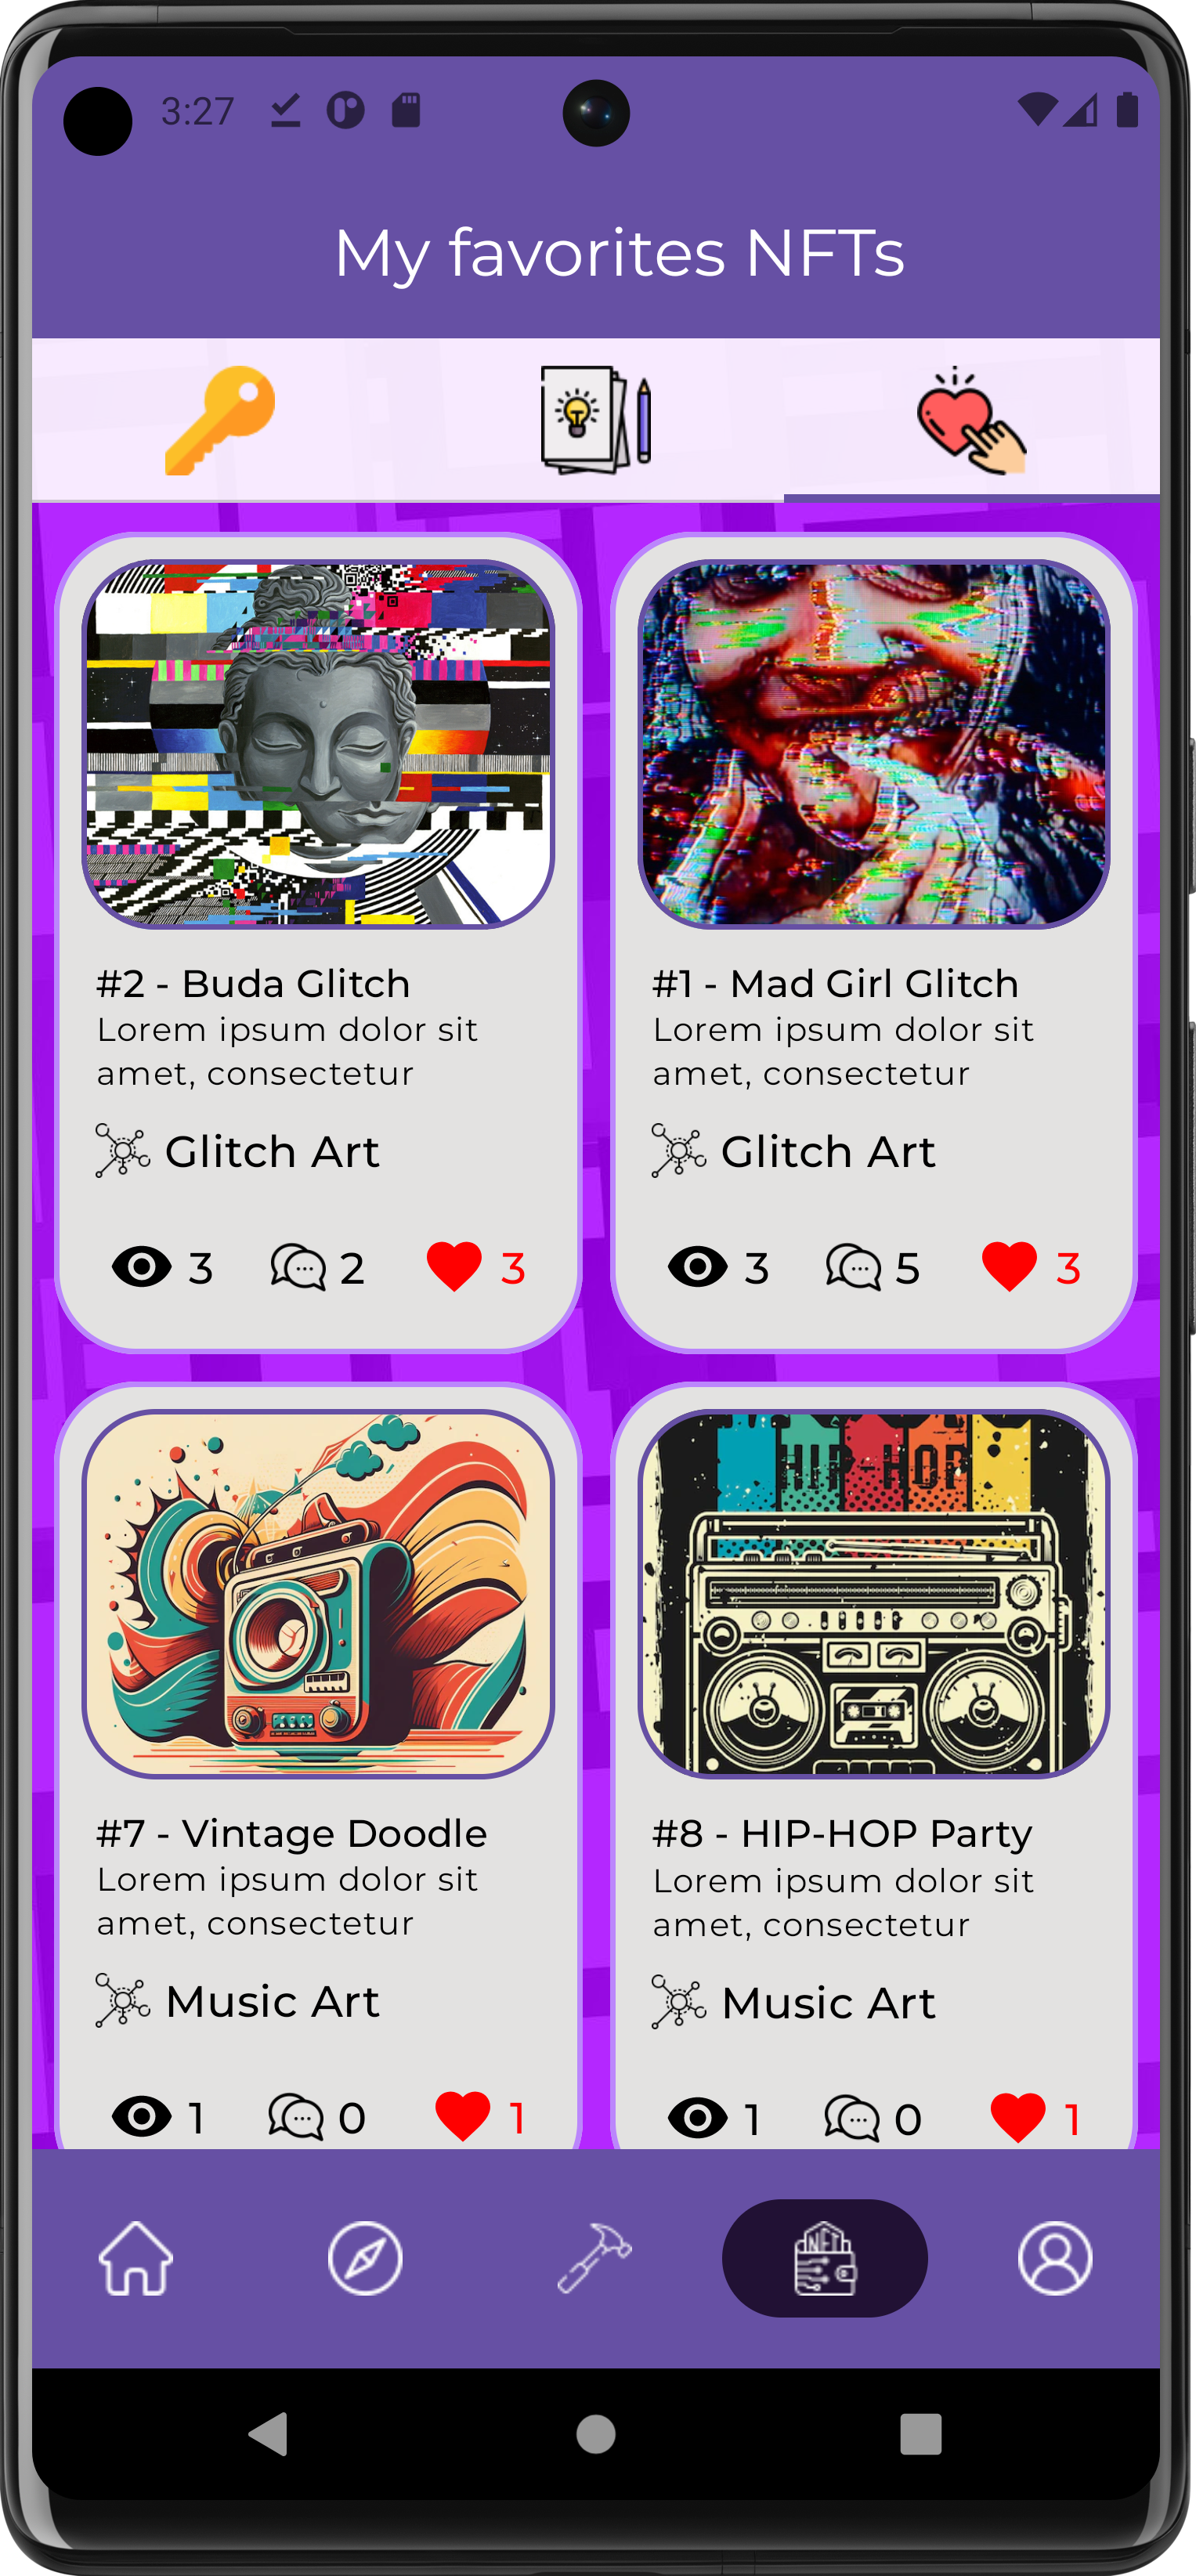 3:27
My favorites NFTs
#2 - Buda Glitch
Lorem ipsum dolor sit
amet, consectetur
Glitch Art
3 2 3
#1 - Mad Girl Glitch
Lorem ipsum dolor sit
amet, consectetur
Glitch Art
3 5 3
#7 - Vintage Doodle
Lorem ipsum dolor sit
amet, consectetur
Music Art
1 0 1
HIP HOP
#8 - HIP-HOP Party
Lorem ipsum dolor sit
amet, consectetur
Music Art
1 0 1
NFT